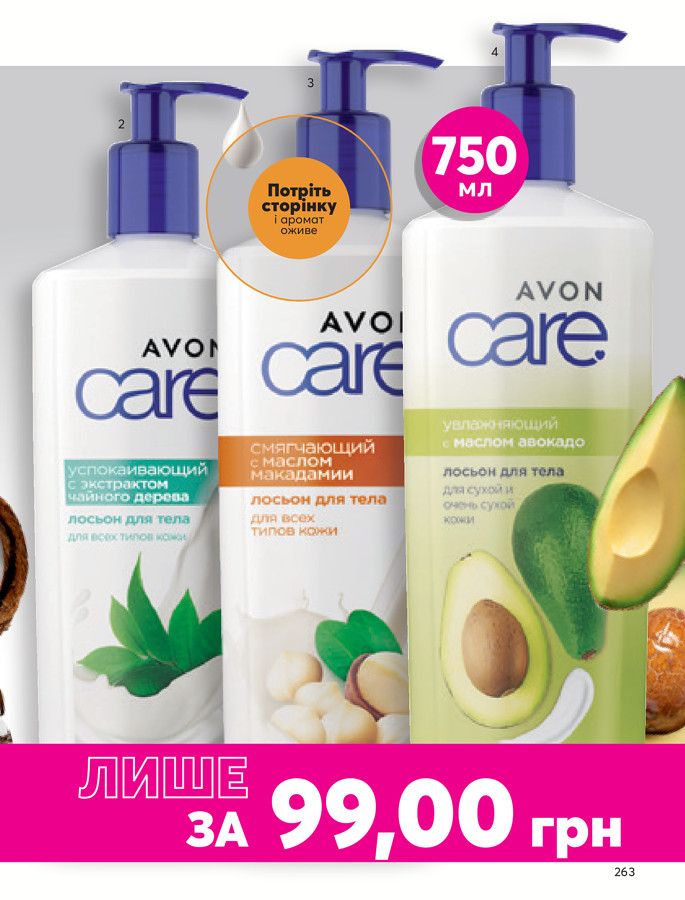 4
3
2
750
мл
Потріть
сторінку
і аромат
оживе
AVON
care
успокаивающий
с экстрактом
чайного дерева
лосьон для тела
для всех типов кожи
AVO
care
смягчающий
с маслом
макадамии
лосьон для тела
для всех
типов кожи
AVON
care.
увлажняющий
с маслом авокадо
лосьон для тела
для сухой и
очень сухой
кожи
ЛИШЕ
ЗА 99,00 грн
263